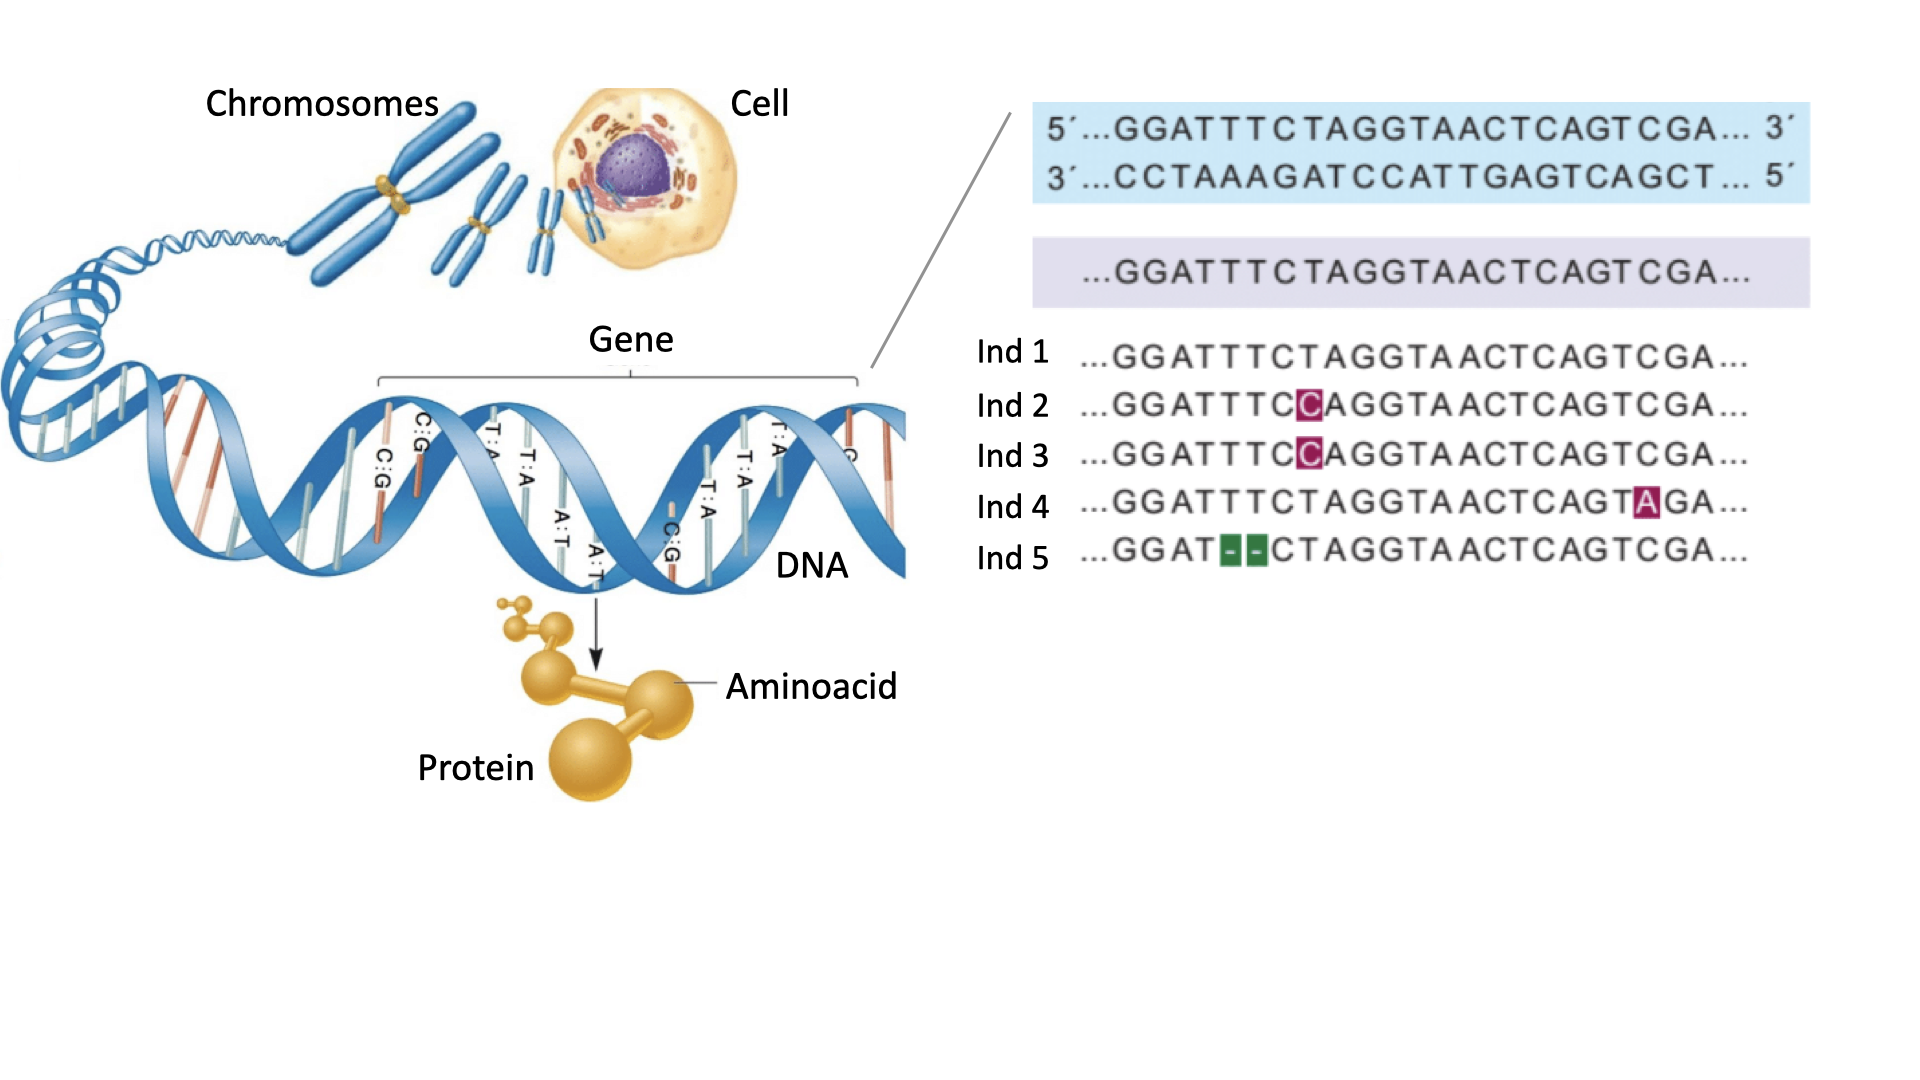 Chromosomes
Cell
Gene
C:G
C:G
T:A
T:A
A:T
A:T
C:G
T:A
T:A
T:A
G
DNA
Aminoacid
Protein
5´...GGATTTCTAGGTAACTCAGTCGA... 3´
3´...CCTAAAGATCCATTGAGTCAGCT... 5´
...GGATTTCTAGGTAACTCAGTCGA...
Ind 1 ...GGATTTCTAGGTAACTCAGTCGA...
Ind 2 ...GGATTTCCAGGTAACTCAGTCGA...
Ind 3 ...GGATTTCCAGGTAACTCAGTCGA...
Ind 4 ...GGATTTCTAGGTAACTCAGTAGA...
Ind 5 ...GGAT--CTAGGTAACTCAGTCGA...